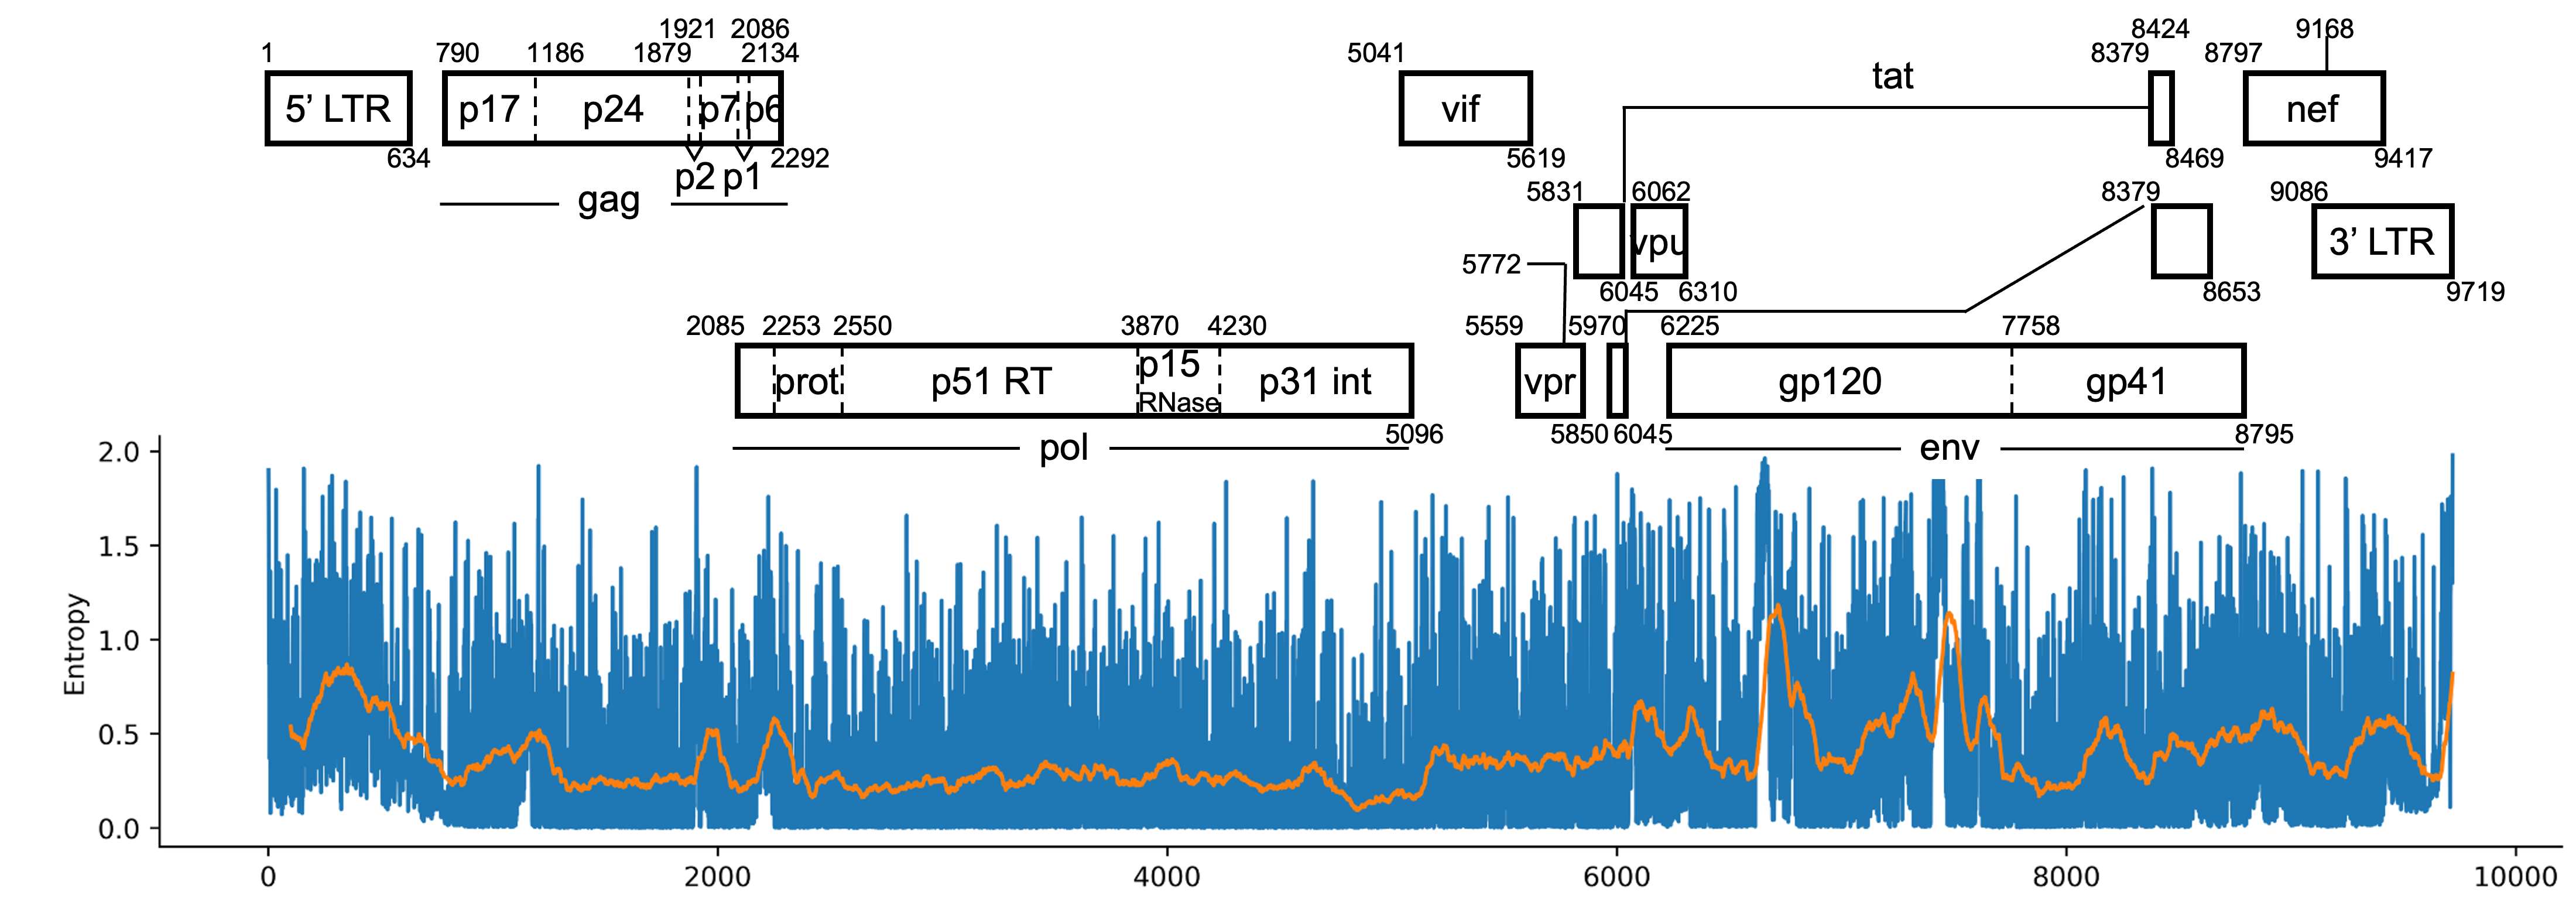 1921 2086 8424 9168
1 790 1186 1879 2134 5041 8379 8797
tat
5’ LTR p17 p24 p7 p6 vif nef
634 2292 5619 8469 9417
p2 p1
5831 6062 8379 9086
gag
vpu 3’ LTR
5772
6045 6310 8653 9719
2085 2253 2550 3870 4230 5559 5970 6225 7758
p15
prot p51 RT p31 int vpr gp120 gp41
RNase
5096 5850 6045 8795
pol env
2.0
1.5
1.0
0.5
0.0
Entropy
0 2000 4000 6000 8000 10000